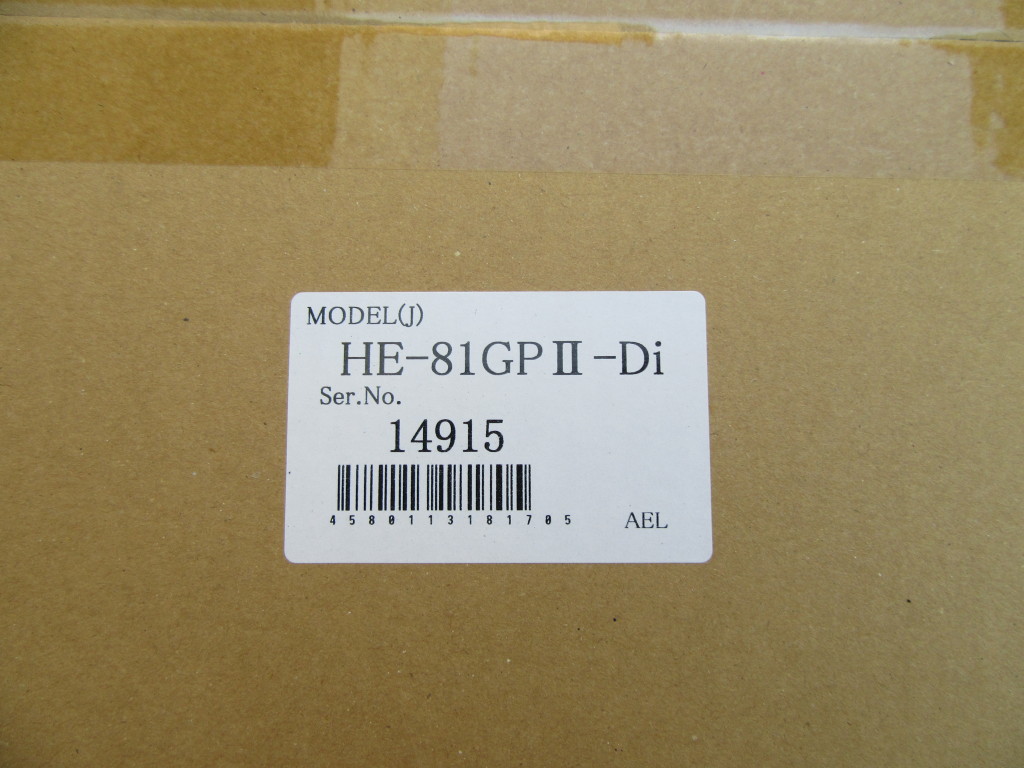 MODEL(J)
HE-81GPⅡ-Di
Ser.No.
14915
4580113181705
AEL